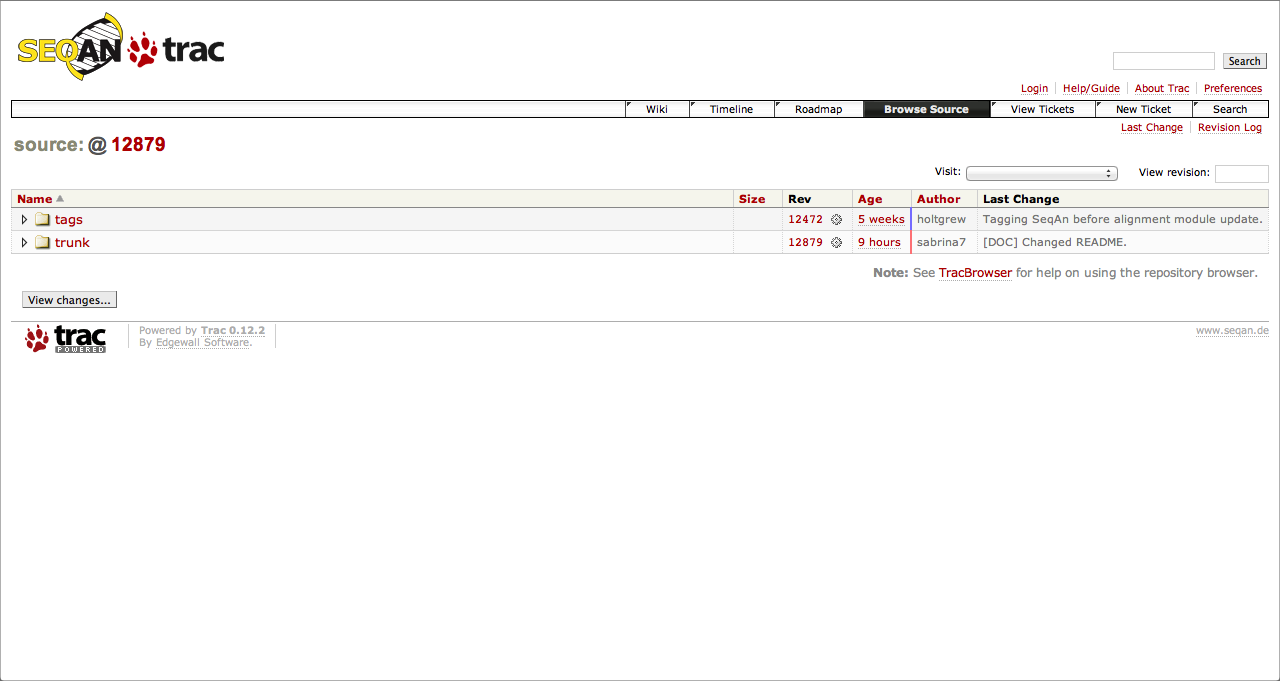 SEQAN trac
Search
Login Help/Guide About Trac Preferences
Wiki Timeline Roadmap Browse Source View Tickets New Ticket Search
Last Change Revision Log
source: @ 12879
Visit: View revision:
Name Size Rev Age Author Last Change
tags 12472 5 weeks holtgrew Tagging SeqAn before alignment module update.
trunk 12879 9 hours sabrina7 [DOC] Changed README.
Note: See TracBrowser for help on using the repository browser.
View changes...
trac POWERED
Powered by Trac 0.12.2
By Edgewall Software.
www.seqan.de